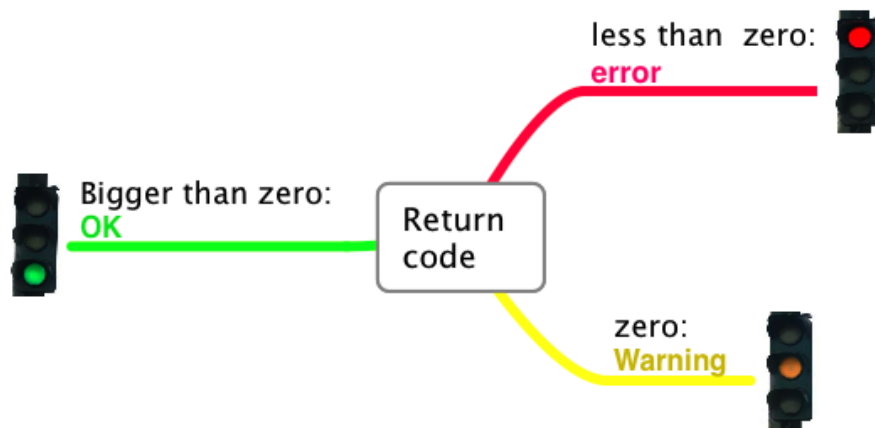 less than  zero:
error
Bigger than zero:
OK
Return
code
zero:
Warning